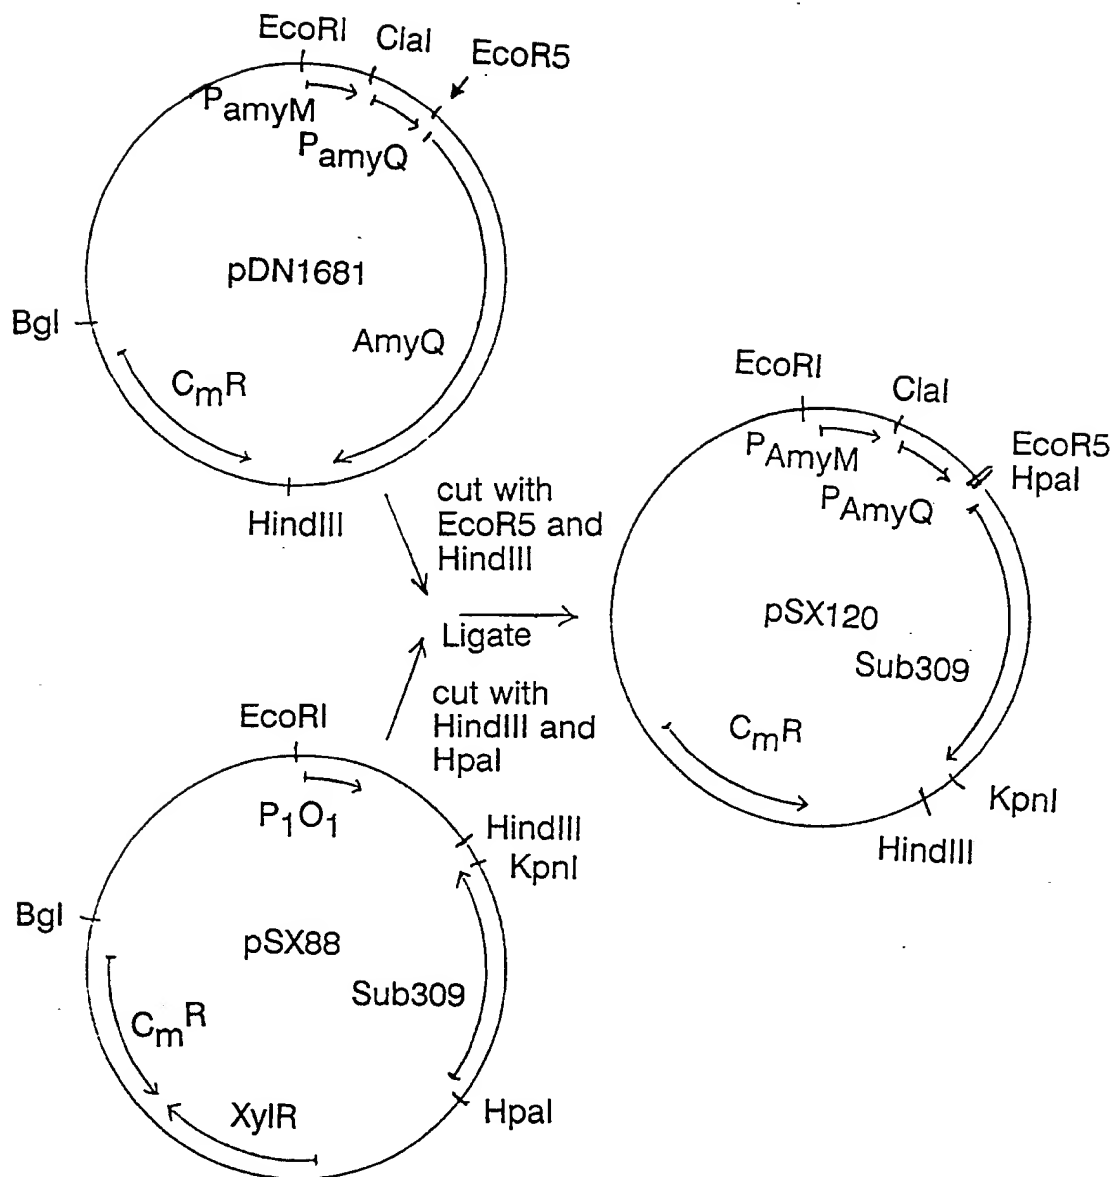 EcoRI
ClaI
EcoR5
PamyM
PamyQ
pDN1681
BglI
AmyQ
CmR
HindIII
cut with
EcoR5 and
HindIII
Ligate
cut with
HindIII and
HpaI
EcoRI
P1O1
HindIII
KpnI
BglI
pSX88
Sub309
CmR
XylR
HpaI
EcoRI
ClaI
PAmyM
EcoR5
HpaI
PAmyQ
pSX120
Sub309
CmR
KpnI
HindIII